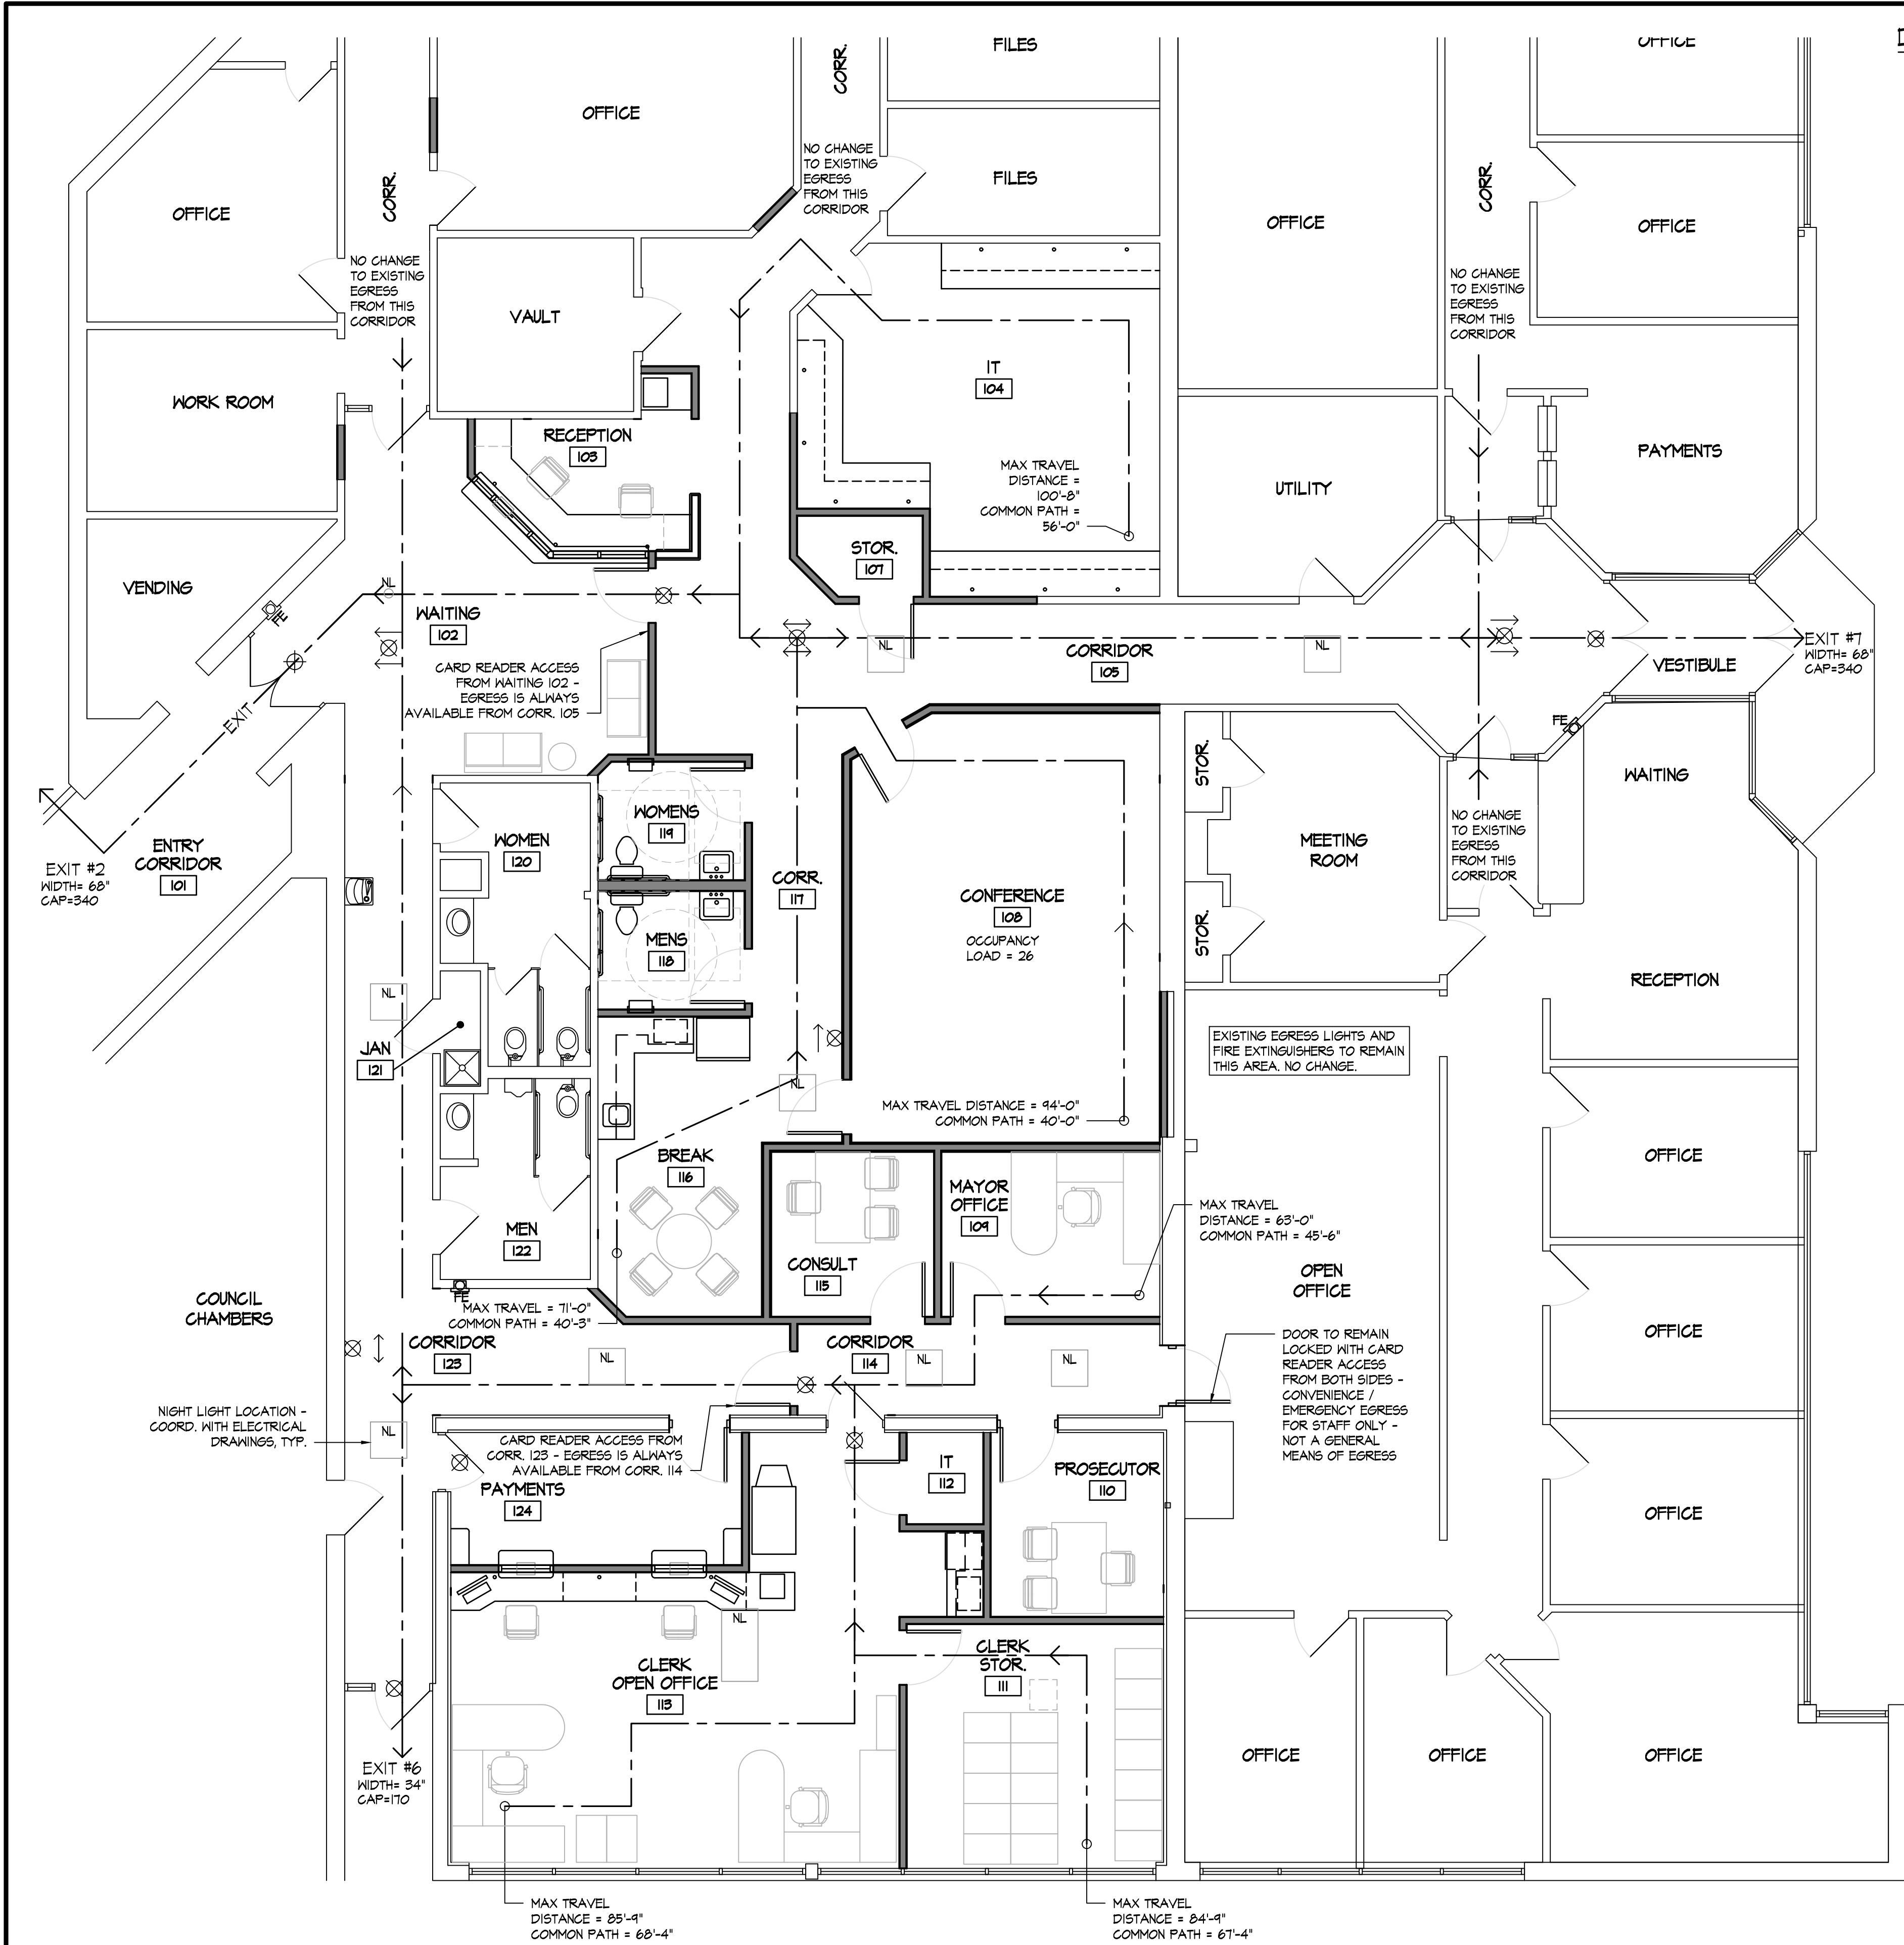 FILES
OFFICE
CORR.
OFFICE
NO CHANGE
TO EXISTING
EGRESS
FROM THIS
CORRIDOR
FILES
CORR.
OFFICE
CORR.
OFFICE
OFFICE
NO CHANGE
TO EXISTING
EGRESS
FROM THIS
CORRIDOR
NO CHANGE
TO EXISTING
EGRESS
FROM THIS
CORRIDOR
VAULT
IT
104
WORK ROOM
RECEPTION
103
PAYMENTS
MAX TRAVEL
DISTANCE =
100'-8"
COMMON PATH =
56'-0"
UTILITY
STOR.
107
VENDING
NL
FE
WAITING
102
NL
CORRIDOR
105
NL
EXIT #7
WIDTH= 68"
CAP=340
VESTIBULE
CARD READER ACCESS
FROM WAITING 102 -
EGRESS IS ALWAYS
AVAILABLE FROM CORR. 105
EXIT
FE
STOR.
WAITING
WOMENS
119
WOMEN
120
MEETING
ROOM
NO CHANGE
TO EXISTING
EGRESS
FROM THIS
CORRIDOR
ENTRY
CORRIDOR
101
EXIT #2
WIDTH= 68"
CAP=340
CORR.
117
CONFERENCE
108
OCCUPANCY
LOAD = 26
MENS
118
STOR.
RECEPTION
NL
JAN
121
EXISTING EGRESS LIGHTS AND
FIRE EXTINGUISHERS TO REMAIN
THIS AREA. NO CHANGE.
NL
MAX TRAVEL DISTANCE = 94'-0"
COMMON PATH = 40'-0"
BREAK
116
OFFICE
MAYOR
OFFICE
109
MAX TRAVEL
DISTANCE = 63'-0"
COMMON PATH = 45'-6"
MEN
122
CONSULT
115
OPEN
OFFICE
COUNCIL
CHAMBERS
FE
MAX TRAVEL = 71'-0"
COMMON PATH = 40'-3"
OFFICE
CORRIDOR
123
NL
CORRIDOR
114
NL
NL
DOOR TO REMAIN
LOCKED WITH CARD
READER ACCESS
FROM BOTH SIDES -
CONVENIENCE /
EMERGENCY EGRESS
FOR STAFF ONLY -
NOT A GENERAL
MEANS OF EGRESS
NIGHT LIGHT LOCATION -
COORD. WITH ELECTRICAL
DRAWINGS, TYP.
NL
CARD READER ACCESS FROM
CORR. 123 - EGRESS IS ALWAYS
AVAILABLE FROM CORR. 114
IT
112
PROSECUTOR
110
PAYMENTS
124
OFFICE
NL
CLERK
OPEN OFFICE
113
CLERK
STOR.
111
EXIT #6
WIDTH= 34"
CAP=170
OFFICE
OFFICE
OFFICE
MAX TRAVEL
DISTANCE = 85'-9"
COMMON PATH = 68'-4"
MAX TRAVEL
DISTANCE = 84'-9"
COMMON PATH = 67'-4"